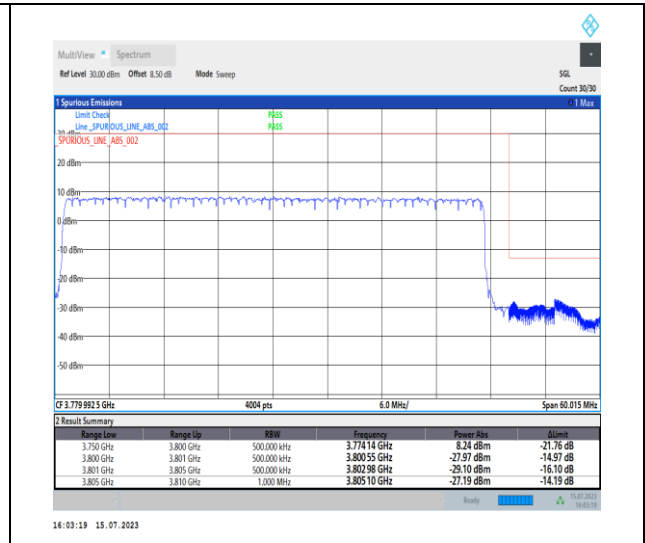 MultiView Spectrum
Ref Level 30.00 dBm Offset 8.50 dB Mode Sweep SGL
Count 30/30
1 Spurious Emissions 1 Max
Limit Check PASS
Line _SPURIOUS_LINE_ABS_002 PASS
30 dBm
SPURIOUS_LINE_ABS_002
20 dBm
10 dBm
0 dBm
-10 dBm
-20 dBm
-30 dBm
-40 dBm
-50 dBm
CF 3.779 992 5 GHz 4004 pts 6.0 MHz/ Span 60.015 MHz
2 Result Summary
Range Low Range Up RBW Frequency Power Abs ΔLimit
3.750 GHz 3.800 GHz 500.000 kHz 3.774 14 GHz 8.24 dBm -21.76 dB
3.800 GHz 3.801 GHz 500.000 kHz 3.800 55 GHz -27.97 dBm -14.97 dB
3.801 GHz 3.805 GHz 500.000 kHz 3.802 98 GHz -29.10 dBm -16.10 dB
3.805 GHz 3.810 GHz 1.000 MHz 3.805 10 GHz -27.19 dBm -14.19 dB
Ready 15.07.2023
16:03:18
16:03:19 15.07.2023